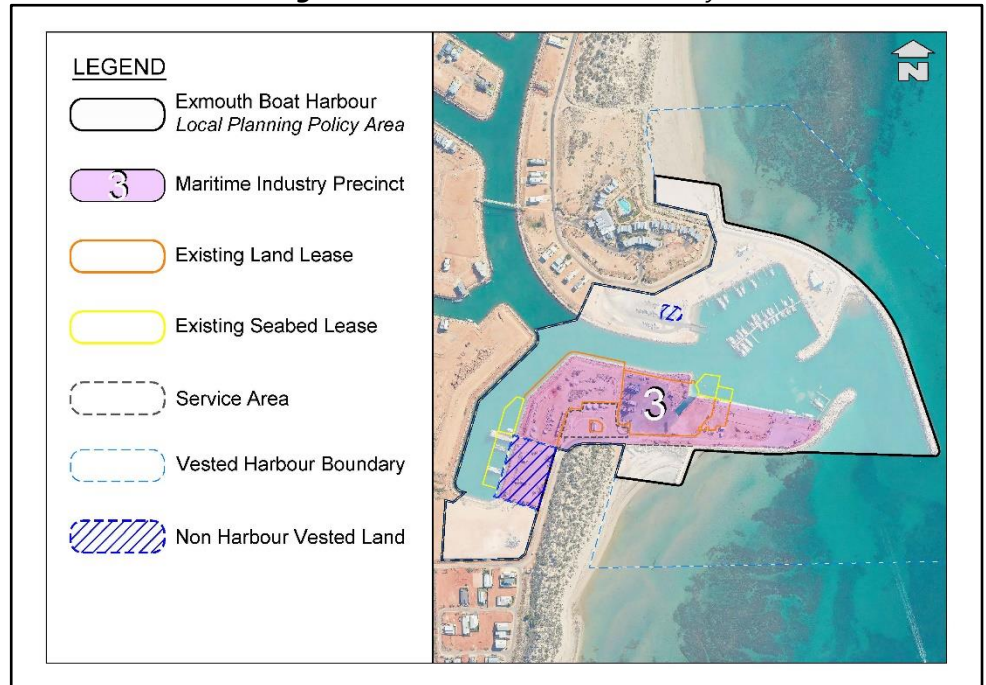 LEGEND
Exmouth Boat Harbour
Local Planning Policy Area
3
Maritime Industry Precinct
Existing Land Lease
Existing Seabed Lease
Service Area
Vested Harbour Boundary
Non Harbour Vested Land
N
3